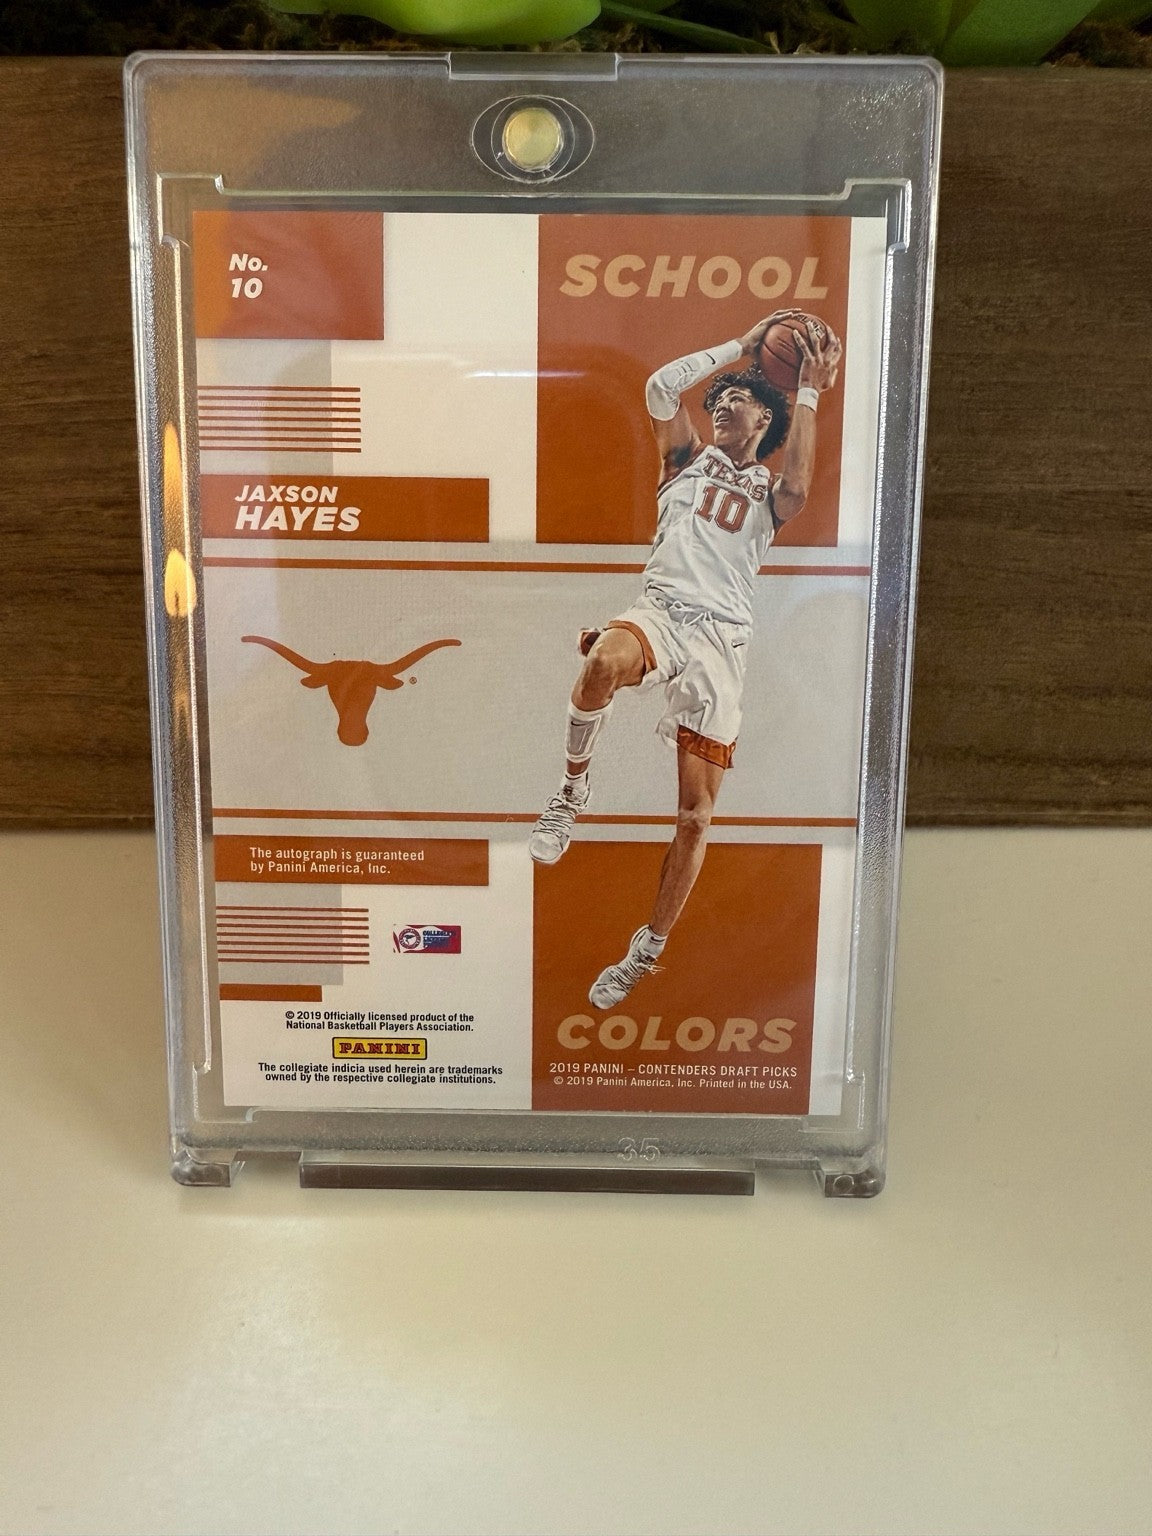 No.
10
SCHOOL
JAXSON
HAYES
TEXAS
10
®
The autograph is guaranteed
by Panini America, Inc.
© 2019 Officially licensed product of the
National Basketball Players Association.
PANINI
The collegiate indicia used herein are trademarks
owned by the respective collegiate institutions.
COLORS
2019 PANINI – CONTENDERS DRAFT PICKS
© 2019 Panini America, Inc. Printed in the USA.
35